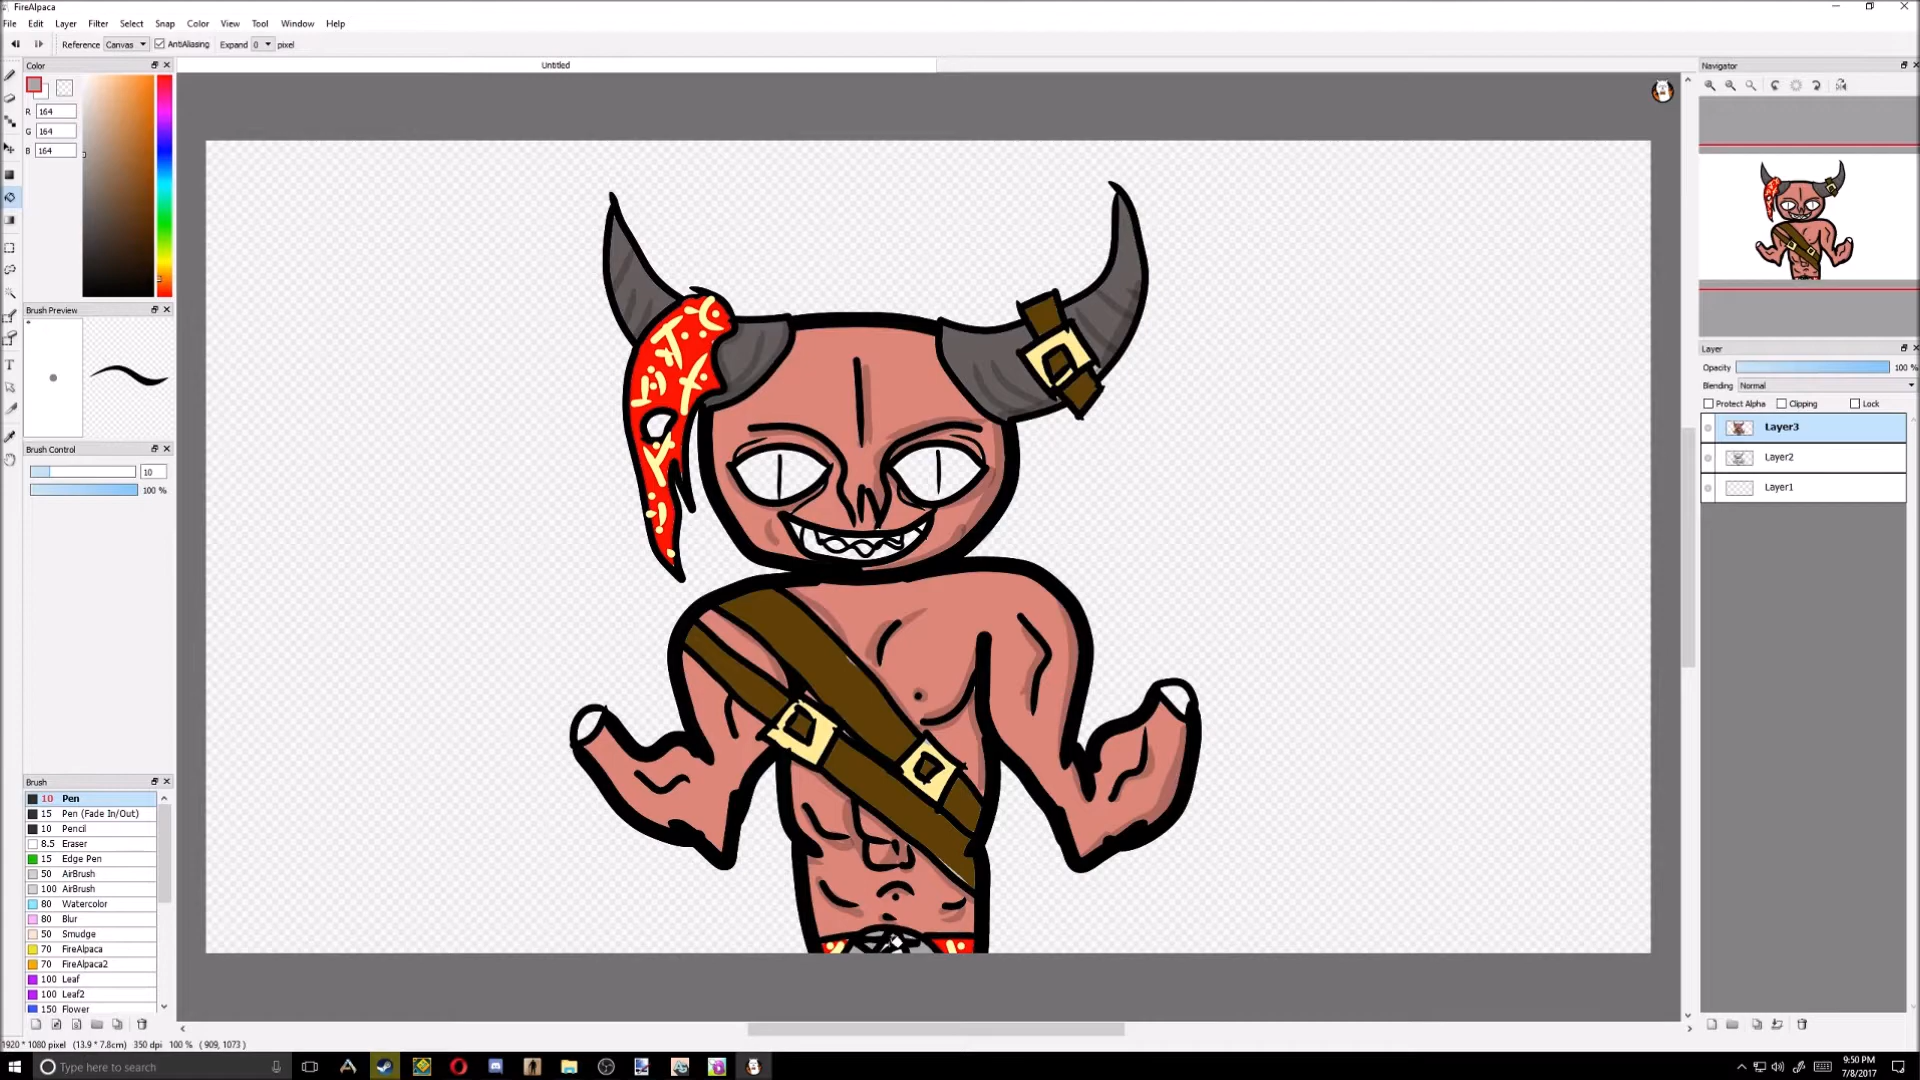 FireAlpaca
File Edit Layer Filter Select Snap Color View Tool Window Help
Reference Canvas AntiAliasing Expand 0 pixel
Color
Untitled
Navigator
R 164
G 164
B 164
Brush Preview
Layer
Opacity 100 %
Blending Normal
Protect Alpha Clipping Lock
Layer3
Layer2
Layer1
Brush Control
10
100 %
Brush
10 Pen
15 Pen (Fade In/Out)
10 Pencil
8.5 Eraser
15 Edge Pen
50 AirBrush
100 AirBrush
80 Watercolor
80 Blur
50 Smudge
70 FireAlpaca
70 FireAlpaca2
100 Leaf
100 Leaf2
150 Flower
1920 * 1080 pixel (13.9 * 7.8cm) 350 dpi 100 % ( 909, 1073 )
Type here to search
9:50 PM
7/8/2017